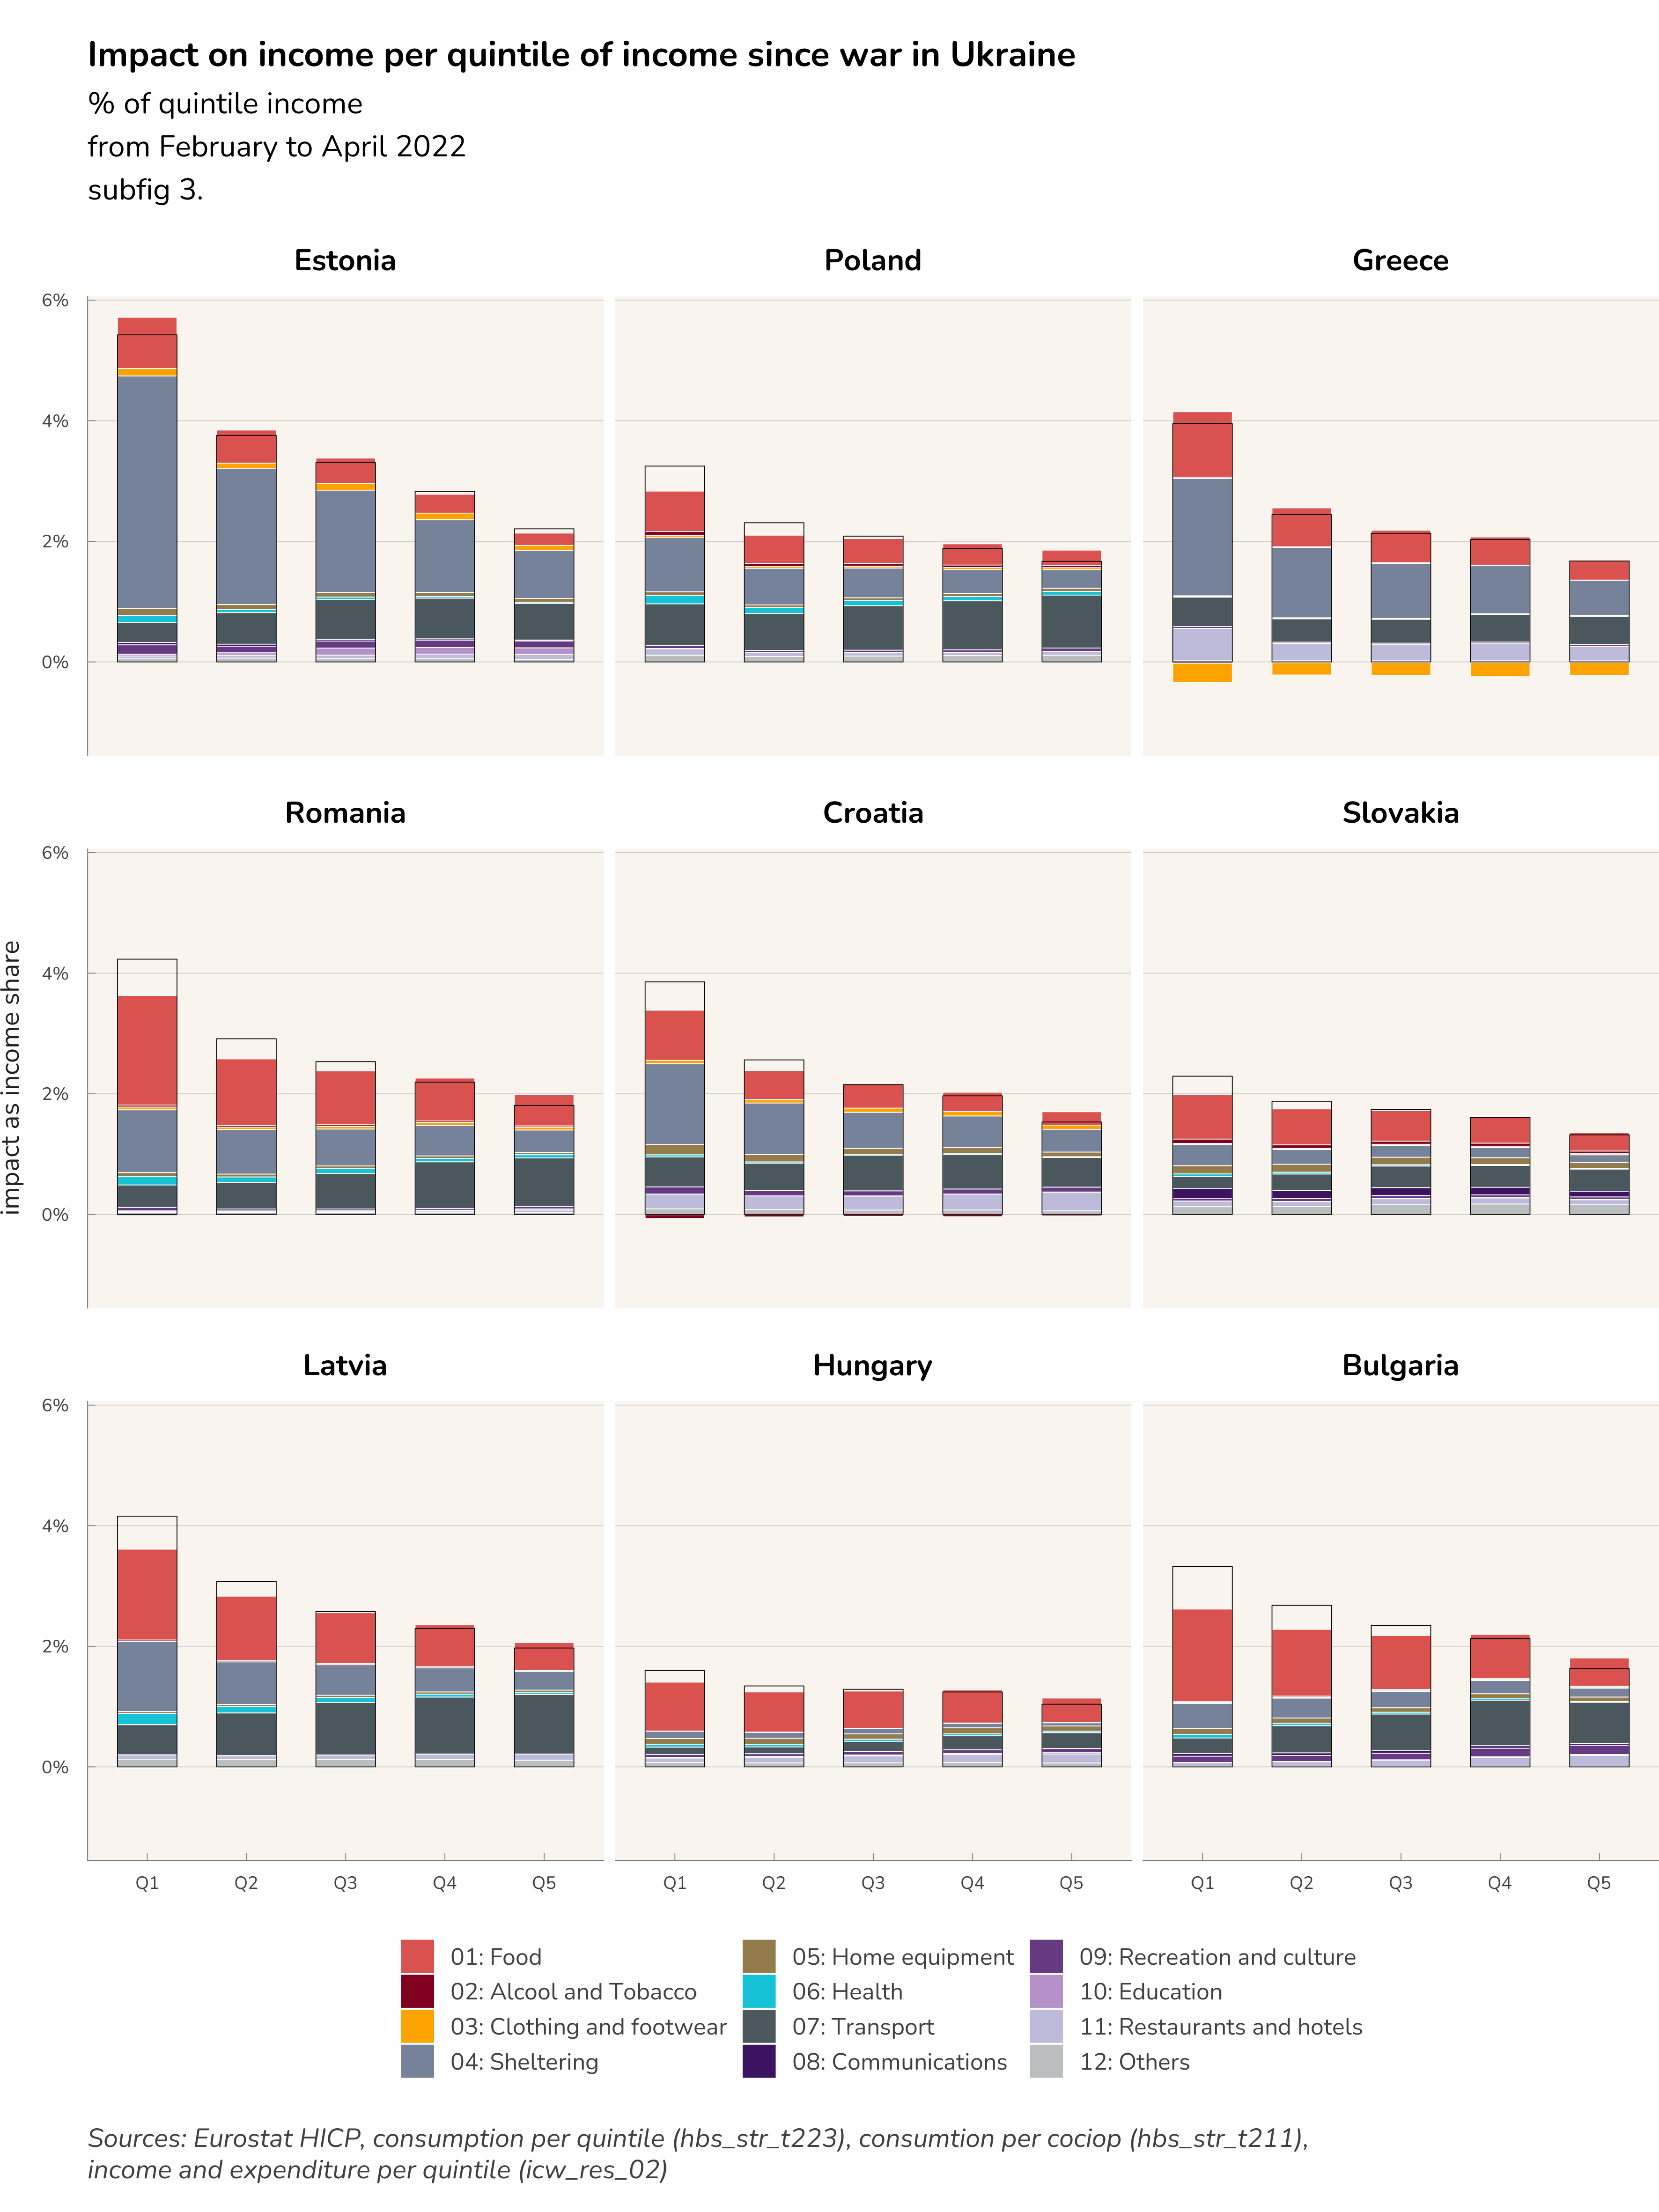 Impact on income per quintile of income since war in Ukraine
% of quintile income
from February to April 2022
subfig 3.
Estonia
Poland
Greece
6%
4%
2%
0%
Romania
Croatia
Slovakia
6%
4%
2%
0%
impact as income share
Latvia
Hungary
Bulgaria
6%
4%
2%
0%
Q1 Q2 Q3 Q4 Q5
Q1 Q2 Q3 Q4 Q5
Q1 Q2 Q3 Q4 Q5
01: Food
02: Alcool and Tobacco
03: Clothing and footwear
04: Sheltering
05: Home equipment
06: Health
07: Transport
08: Communications
09: Recreation and culture
10: Education
11: Restaurants and hotels
12: Others
Sources: Eurostat HICP, consumption per quintile (hbs_str_t223), consumtion per cociop (hbs_str_t211),
income and expenditure per quintile (icw_res_02)